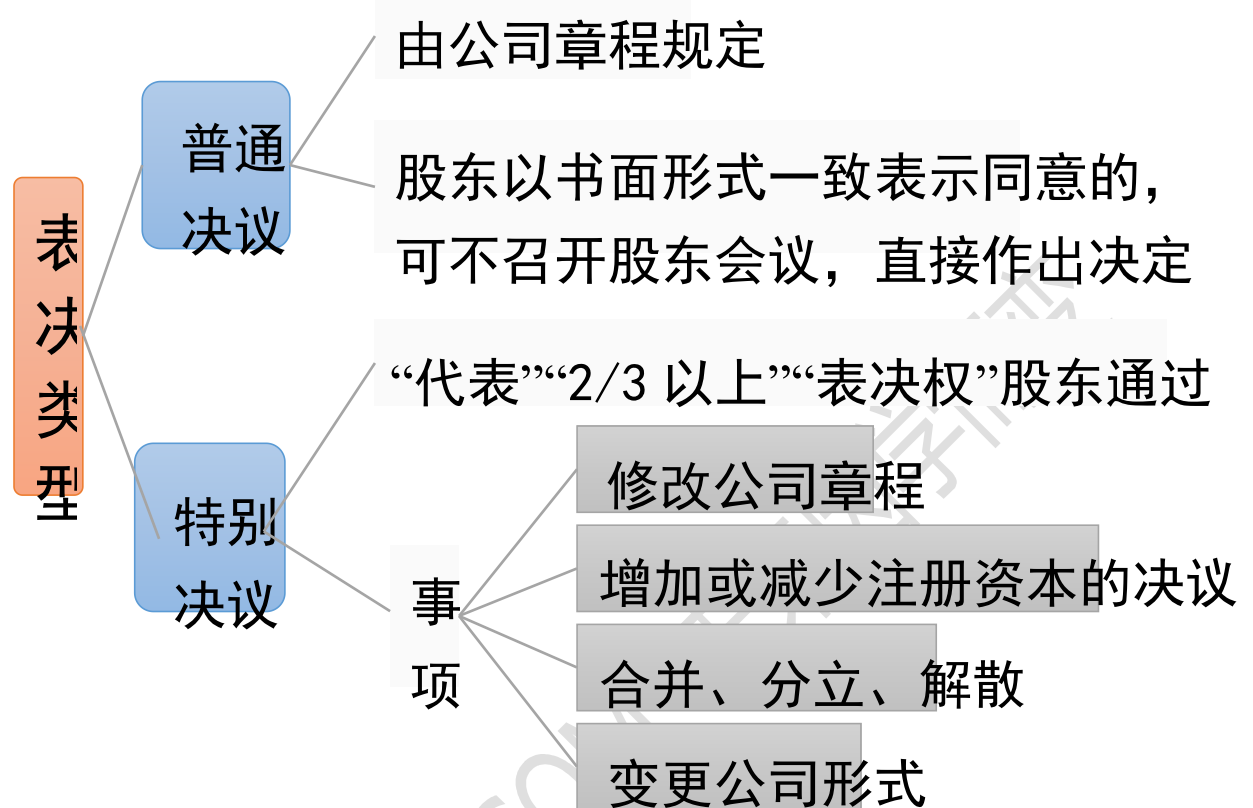 表
决
类
型
普通
决议
由公司章程规定
股东以书面形式一致表示同意的，
可不召开股东会议，直接作出决定
特别
决议
“代表”“2/3 以上”“表决权”股东通过
事
项
修改公司章程
增加或减少注册资本的决议
合并、分立、解散
变更公司形式